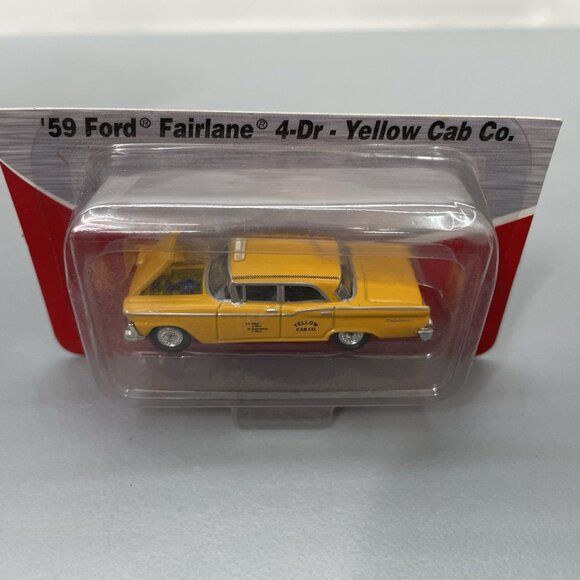 '59 Ford® Fairlane® 4-Dr - Yellow Cab Co.
YELLOW
CAB CO.